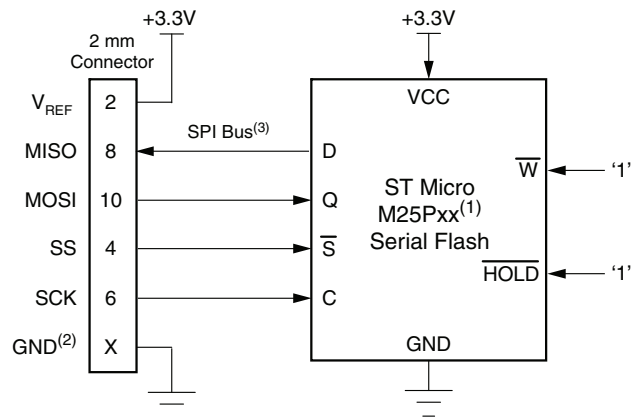 +3.3V
+3.3V
2 mm
Connector
VCC
V_REF 2
SPI Bus(3)
MISO 8 D
W '1'
MOSI 10 Q
ST Micro
M25Pxx(1)
Serial Flash
SS 4 S
HOLD '1'
SCK 6 C
GND(2) X
GND